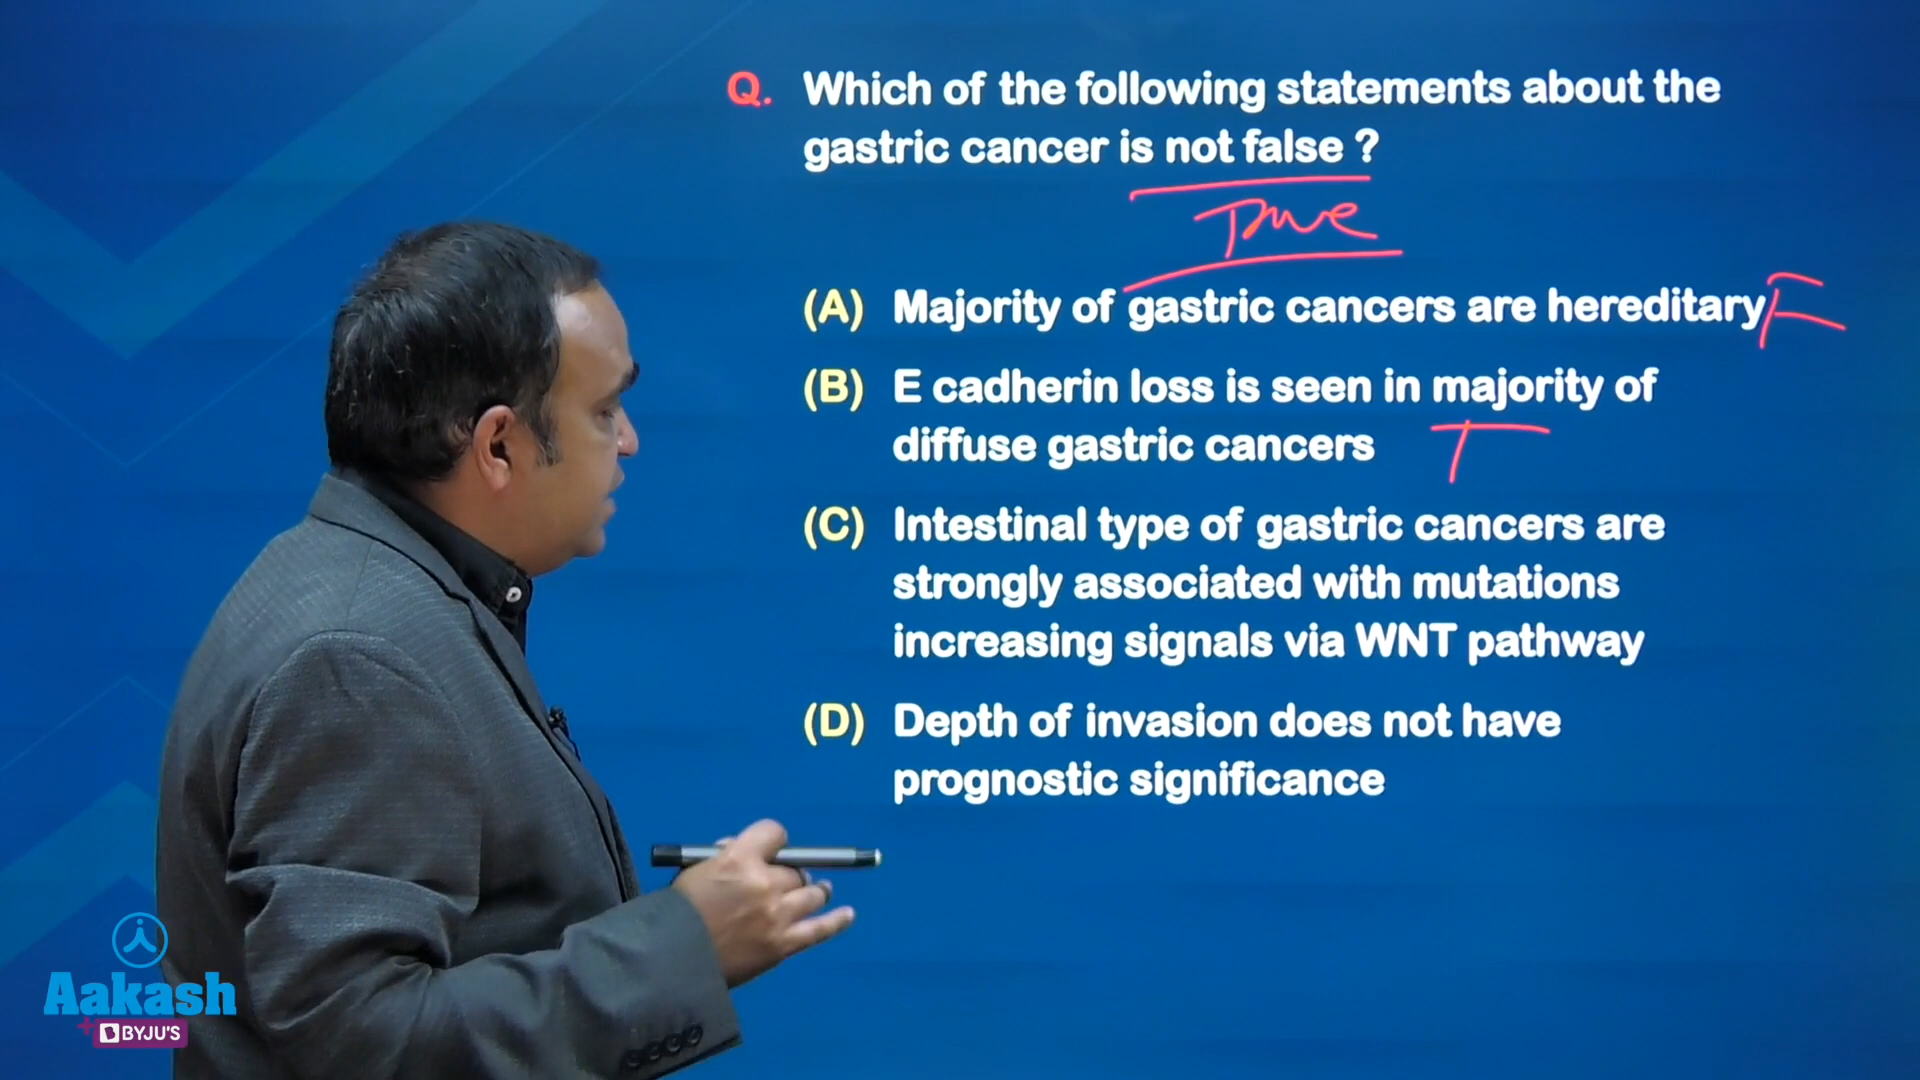 Q. Which of the following statements about the
gastric cancer is not false ?
True
(A) Majority of gastric cancers are hereditary F
(B) E cadherin loss is seen in majority of
diffuse gastric cancers T
(C) Intestinal type of gastric cancers are
strongly associated with mutations
increasing signals via WNT pathway
(D) Depth of invasion does not have
prognostic significance
Aakash
+ BYJU'S